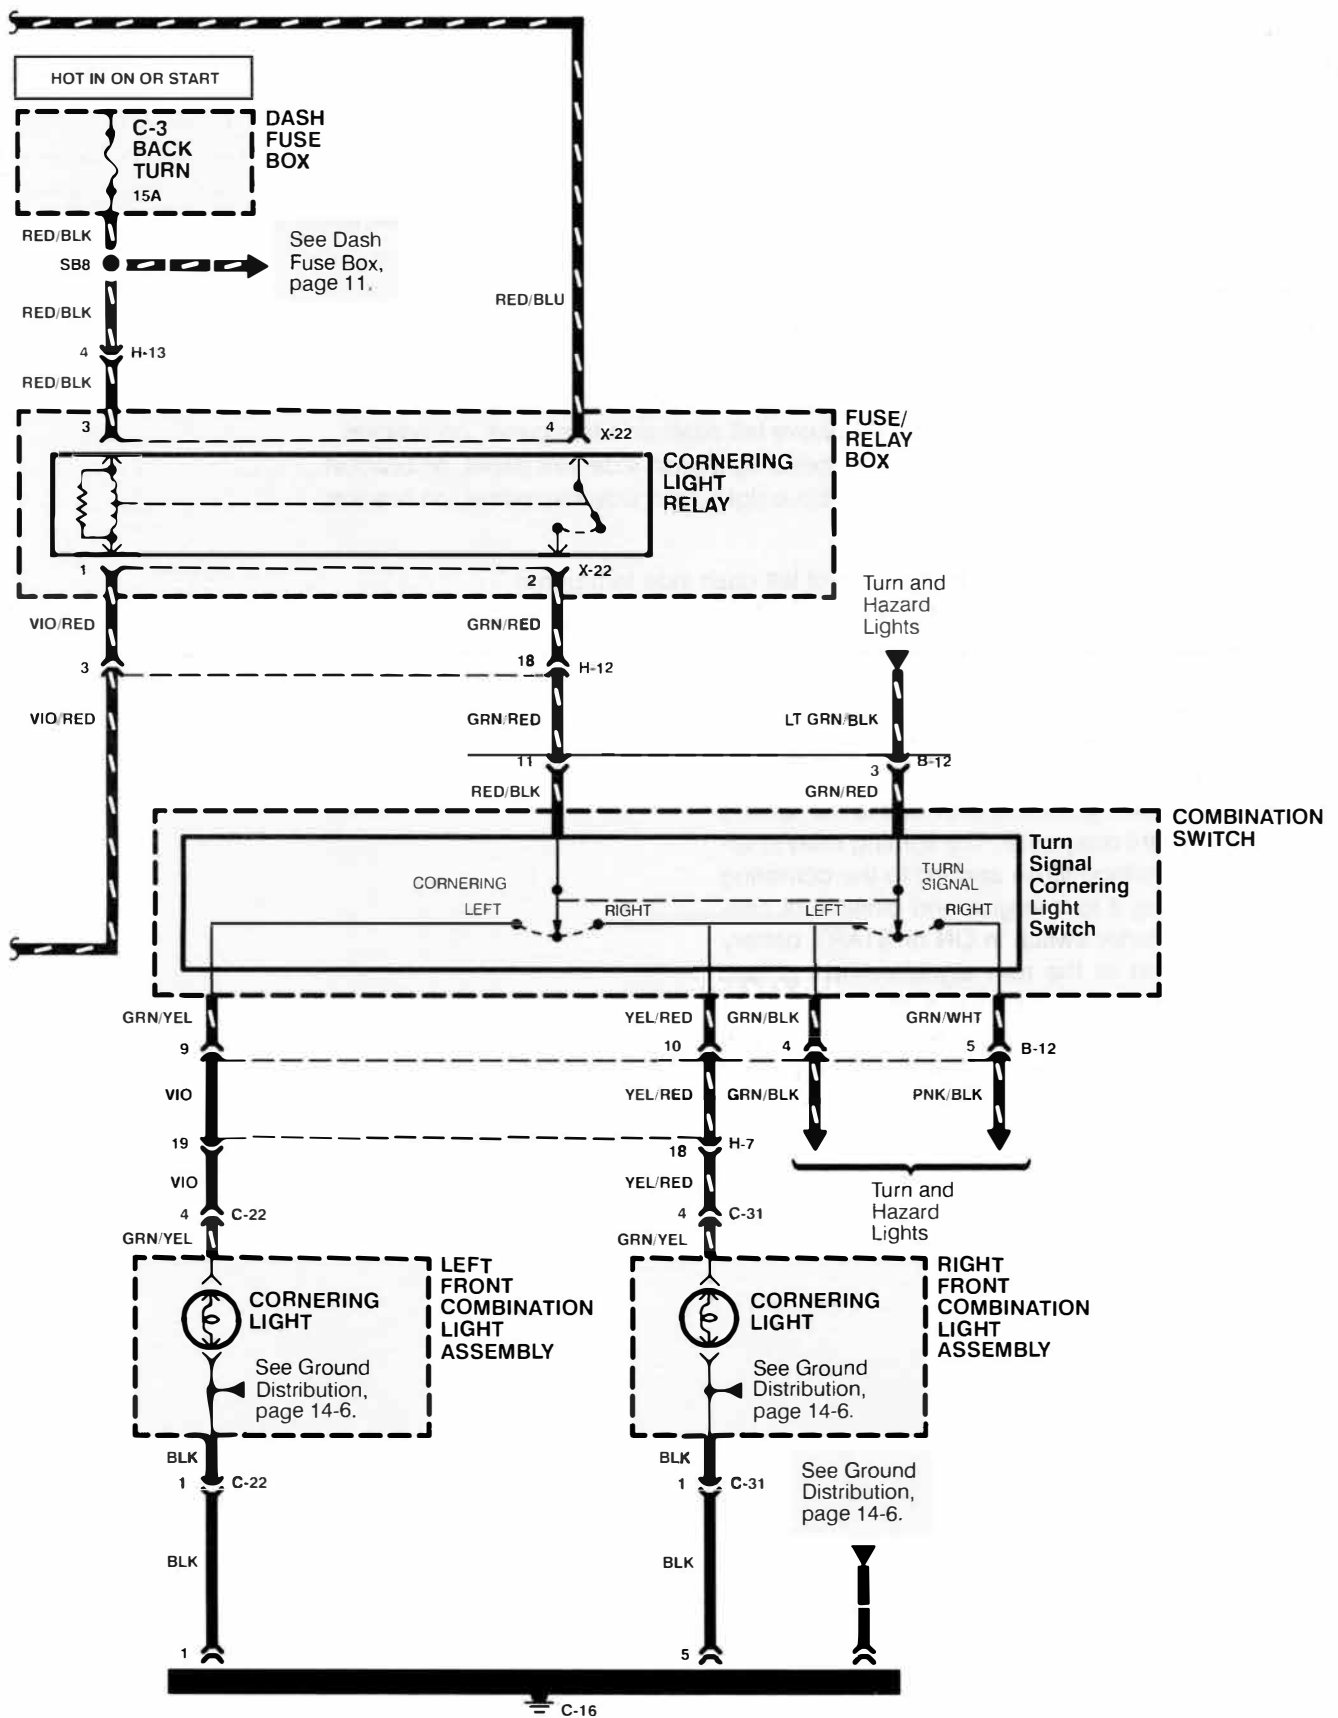 HOT IN ON OR START
C-3
BACK
TURN
15A
DASH
FUSE
BOX
RED/BLK
SB8
See Dash
Fuse Box,
page 11.
RED/BLU
RED/BLK
4 H-13
RED/BLK
3 4 X-22
FUSE/
RELAY
BOX
CORNERING
LIGHT
RELAY
1 2 X-22
VIO/RED GRN/RED
Turn and
Hazard
Lights
3 18 H-12
VIO/RED GRN/RED LT GRN/BLK
11 3 B-12
RED/BLK GRN/RED
COMBINATION
SWITCH
Turn
Signal
Cornering
Light
Switch
CORNERING
LEFT RIGHT
TURN
SIGNAL
LEFT RIGHT
GRN/YEL YEL/RED GRN/BLK GRN/WHT
9 10 4 5 B-12
VIO YEL/RED GRN/BLK PNK/BLK
19 18 H-7
VIO YEL/RED
Turn and
Hazard
Lights
4 C-22 4 C-31
GRN/YEL GRN/YEL
LEFT
FRONT
COMBINATION
LIGHT
ASSEMBLY
CORNERING
LIGHT
See Ground
Distribution,
page 14-6.
RIGHT
FRONT
COMBINATION
LIGHT
ASSEMBLY
CORNERING
LIGHT
See Ground
Distribution,
page 14-6.
BLK BLK
1 C-22 1 C-31
See Ground
Distribution,
page 14-6.
BLK BLK
1 5
C-16